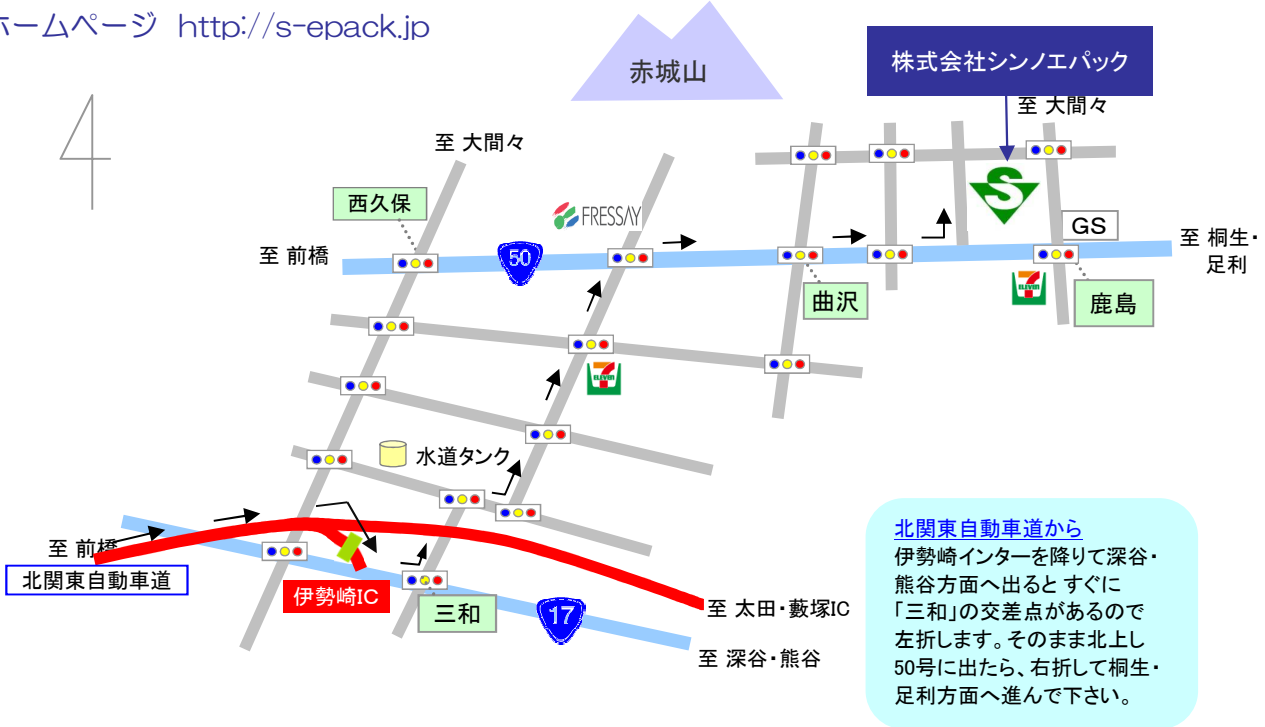 ホームページ http://s-epack.jp
赤城山
株式会社シンノエパック
至 大間々
至 大間々
西久保
FRESSAY
S
GS
至 前橋
50
至 桐生・
足利
7
ELEVEN
曲沢
鹿島
7
ELEVEN
水道タンク
至 前橋
北関東自動車道
伊勢崎IC
三和
17
至 太田・藪塚IC
至 深谷・熊谷
北関東自動車道から
伊勢崎インターを降りて深谷・
熊谷方面へ出ると すぐに
「三和」の交差点があるので
左折します。そのまま北上し
50号に出たら、右折して桐生・
足利方面へ進んで下さい。